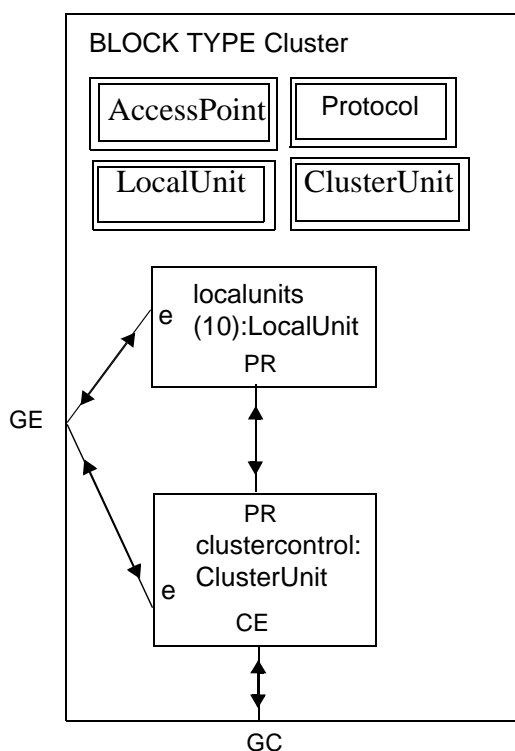 BLOCK TYPE Cluster
AccessPoint
Protocol
LocalUnit
ClusterUnit
localunits
e
(10):LocalUnit
PR
GE
PR
clustercontrol:
ClusterUnit
e
CE
GC